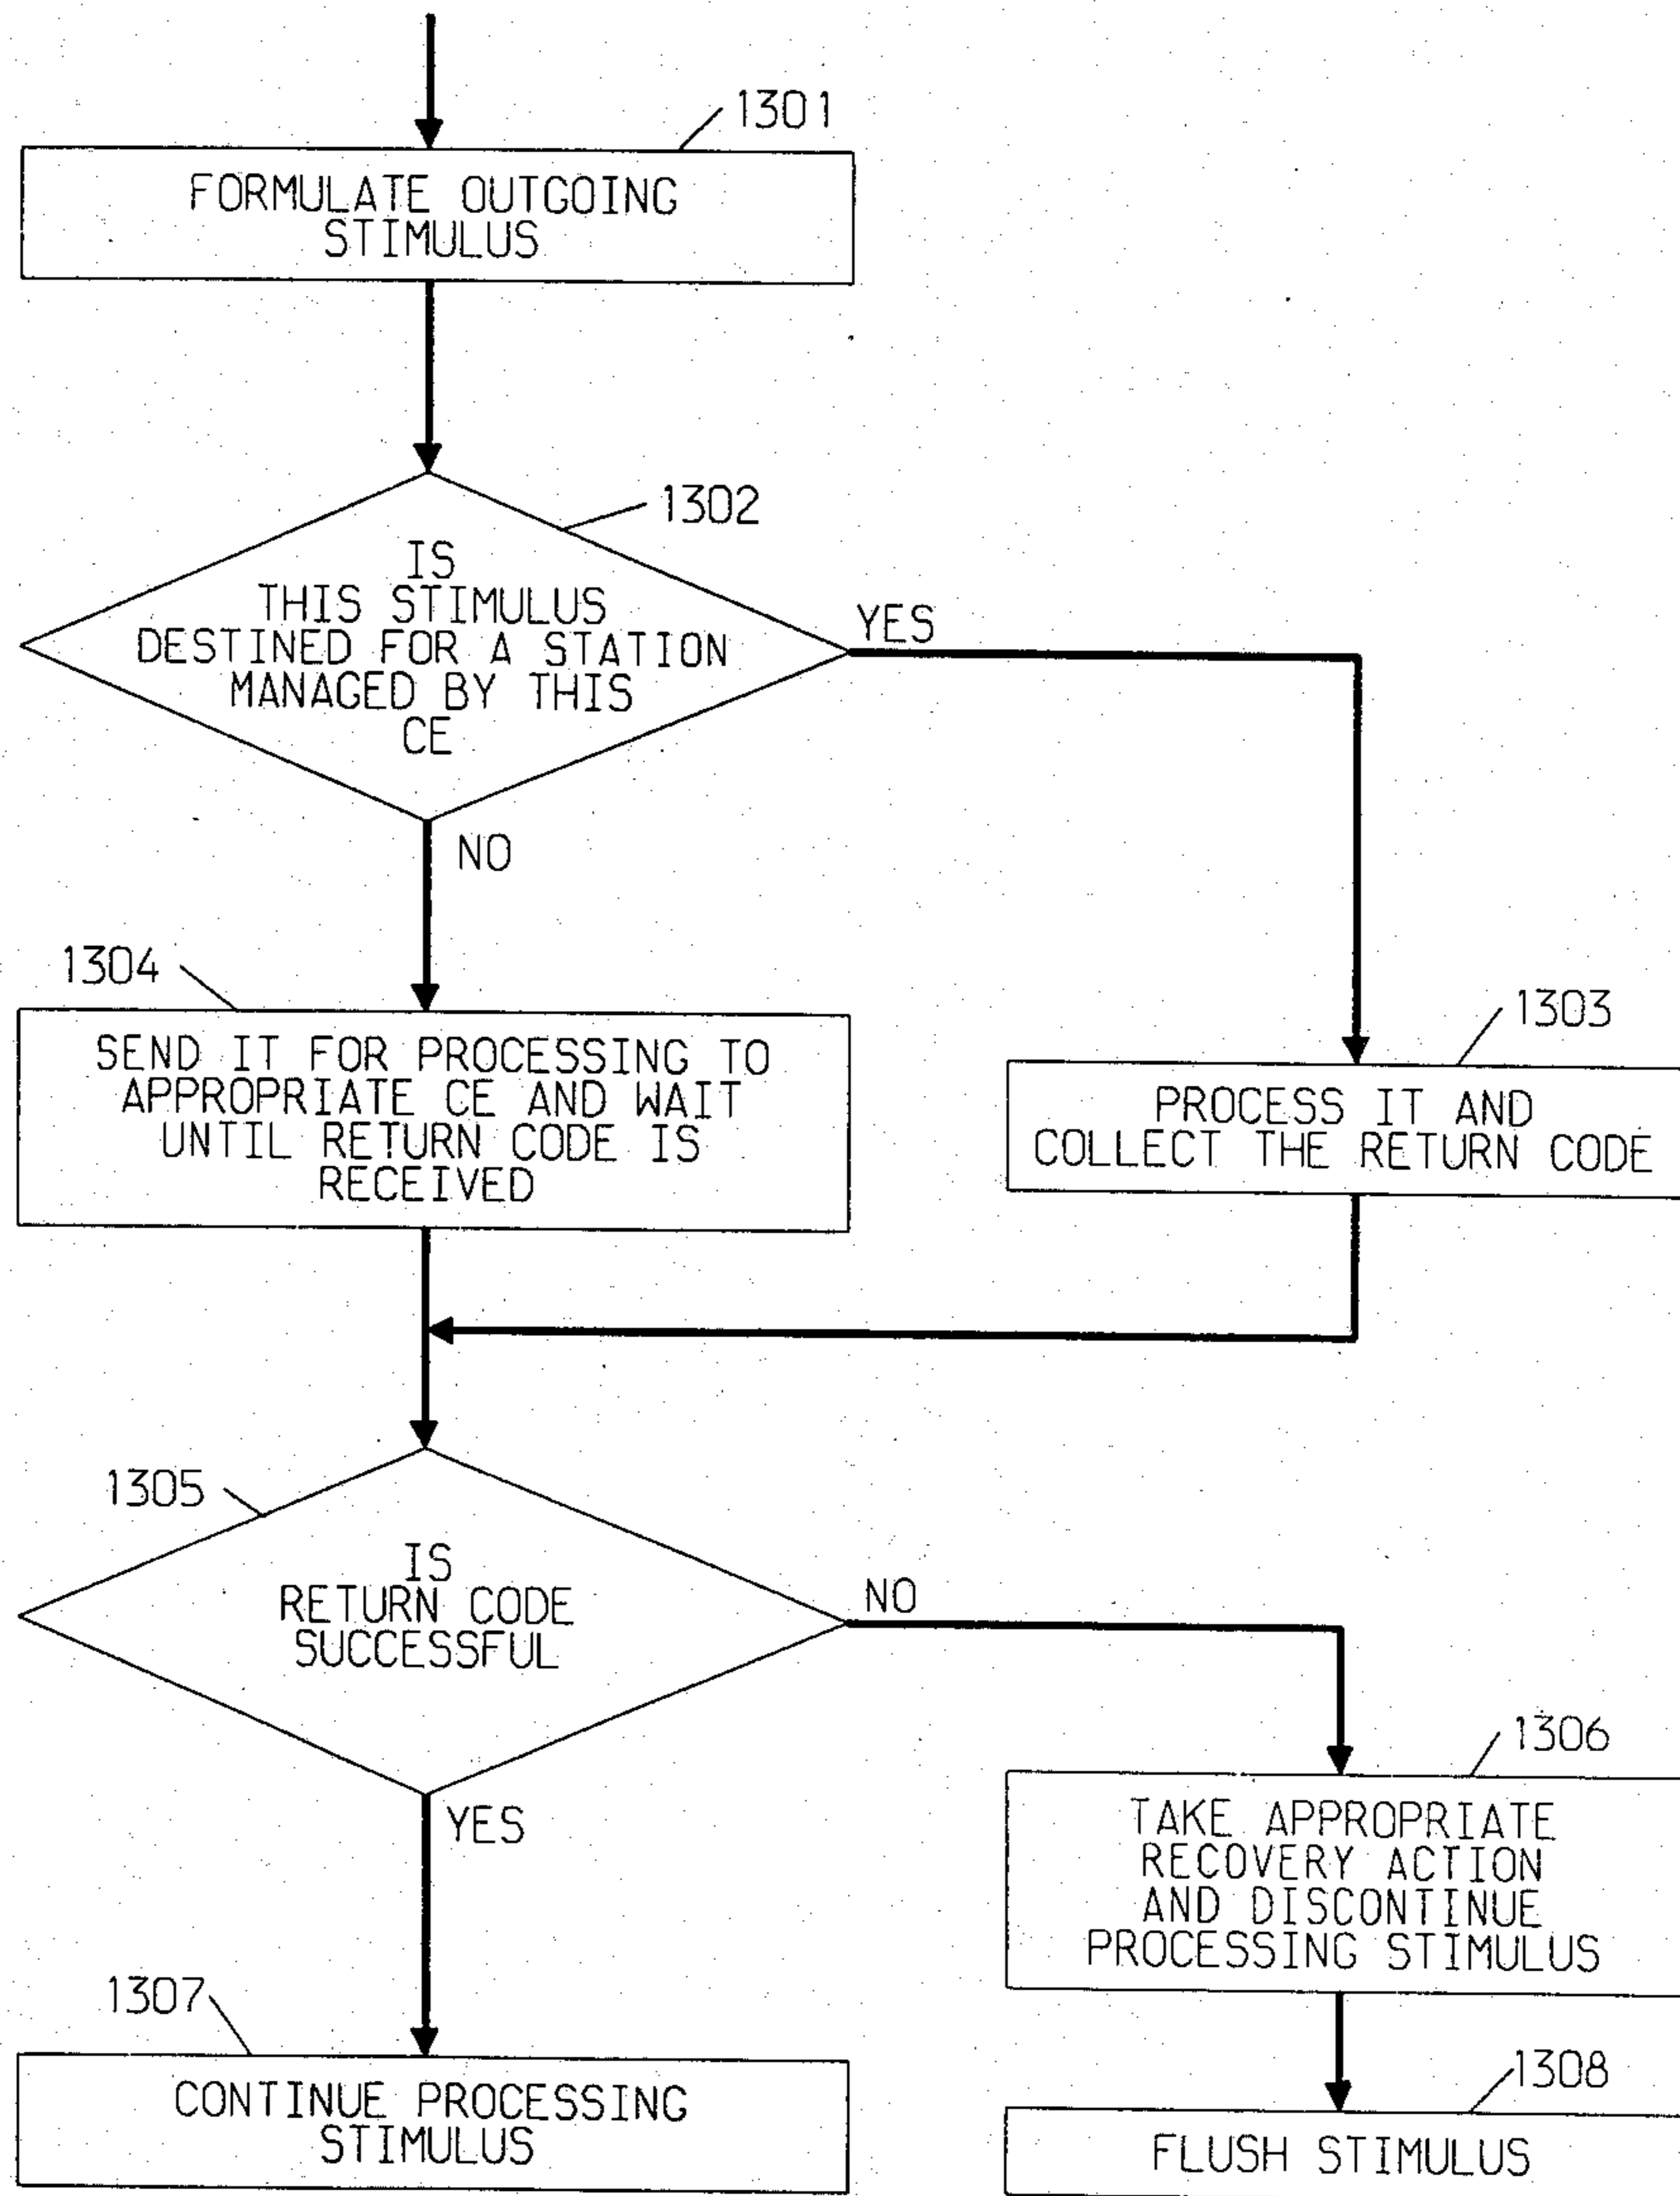 1301
FORMULATE OUTGOING
STIMULUS
1302
IS
THIS STIMULUS
DESTINED FOR A STATION
MANAGED BY THIS
CE
YES
NO
1304
SEND IT FOR PROCESSING TO
APPROPRIATE CE AND WAIT
UNTIL RETURN CODE IS
RECEIVED
1303
PROCESS IT AND
COLLECT THE RETURN CODE
1305
IS
RETURN CODE
SUCCESSFUL
NO
YES
1306
TAKE APPROPRIATE
RECOVERY ACTION
AND DISCONTINUE
PROCESSING STIMULUS
1307
CONTINUE PROCESSING
STIMULUS
1308
FLUSH STIMULUS